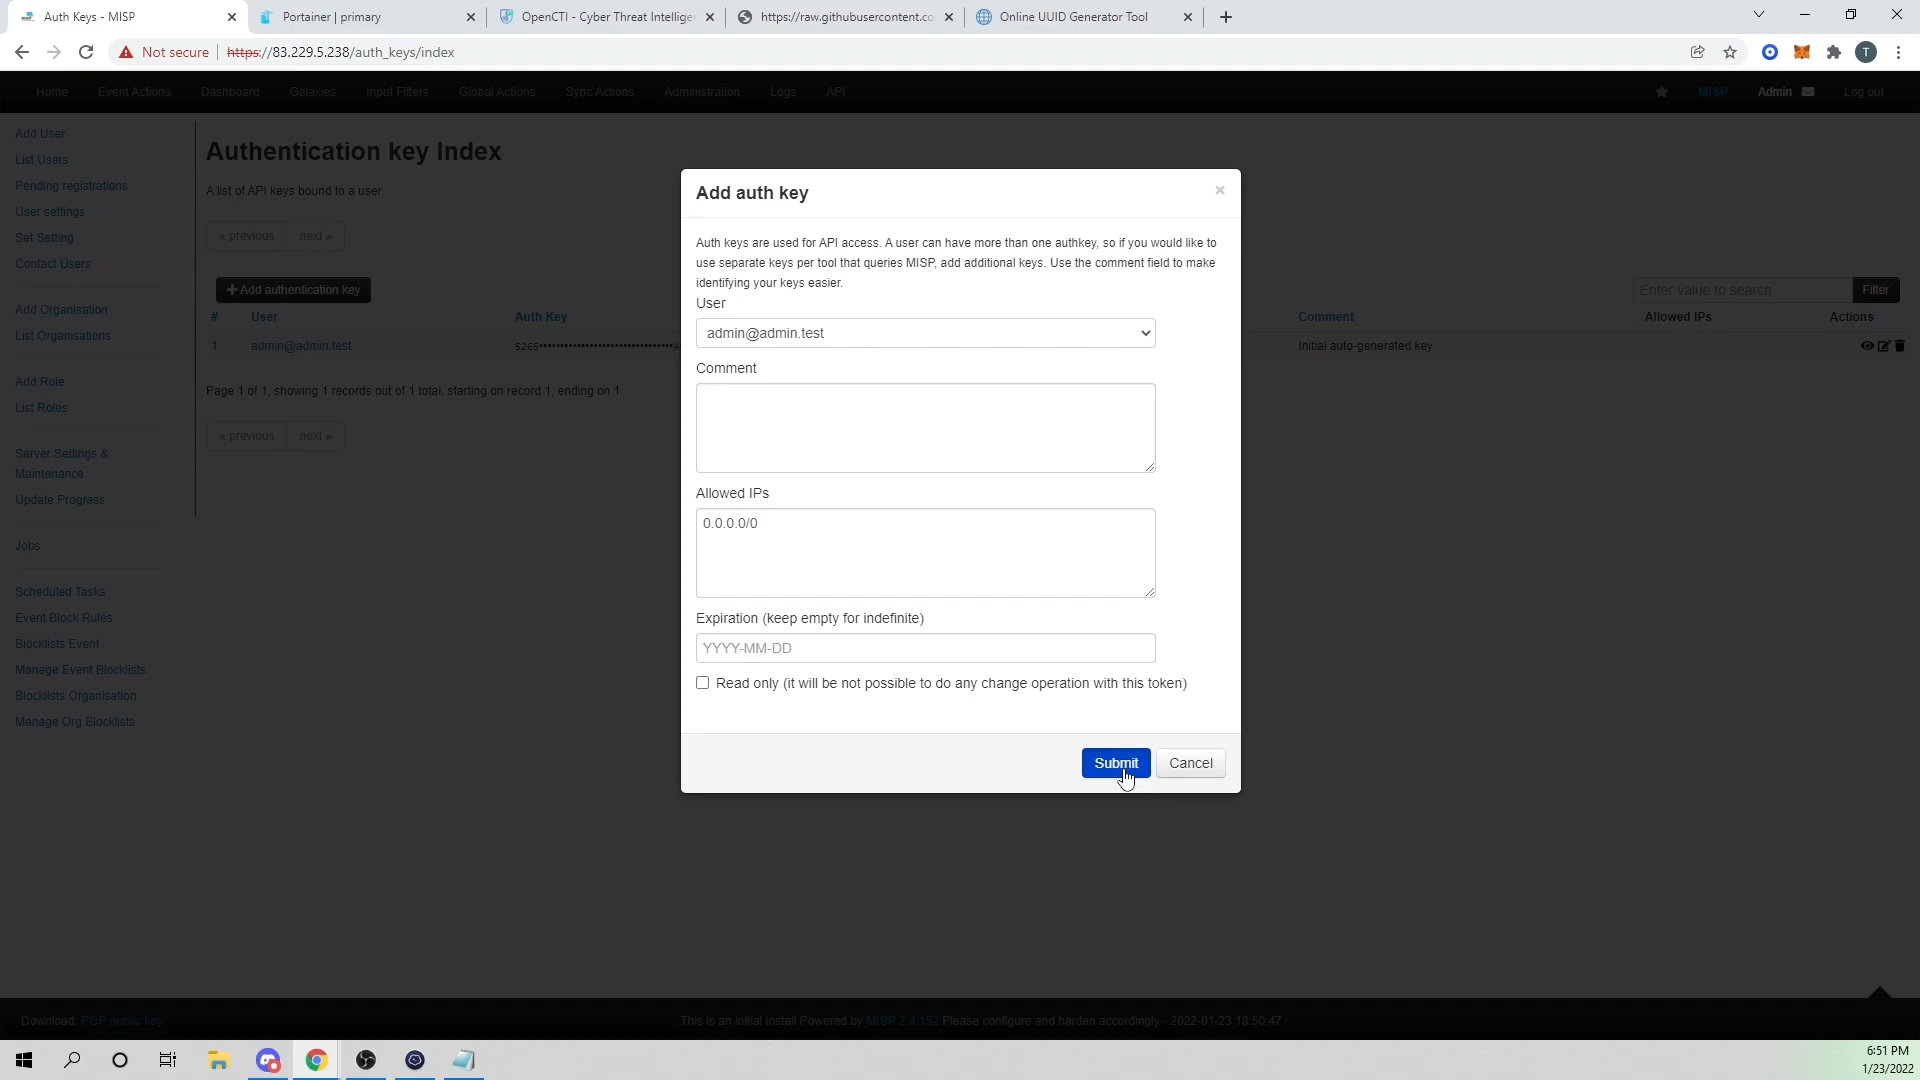 Auth Keys - MISP
Portainer | primary
OpenCTI - Cyber Threat Intellige
https://raw.githubusercontent.co
Online UUID Generator Tool
Not secure
https://83.229.5.238/auth_keys/index
T
Home
Event Actions
Dashboard
Galaxies
Input Filters
Global Actions
Sync Actions
Administration
Logs
API
MISP
Admin
Log out
Add User
List Users
Pending registrations
User settings
Set Setting
Contact Users
Add Organisation
List Organisations
Add Role
List Roles
Server Settings &
Maintenance
Update Progress
Jobs
Scheduled Tasks
Event Block Rules
Blocklists Event
Manage Event Blocklists
Blocklists Organisation
Manage Org Blocklists
Authentication key Index
A list of API keys bound to a user.
« previous
next »
+ Add authentication key
Enter value to search
Filter
#
User
Auth Key
Comment
Allowed IPs
Actions
1
admin@admin.test
5265••••••••••••••••••••••••••••••••
Initial auto-generated key
Page 1 of 1, showing 1 records out of 1 total, starting on record 1, ending on 1
« previous
next »
Add auth key
×
Auth keys are used for API access. A user can have more than one authkey, so if you would like to
use separate keys per tool that queries MISP, add additional keys. Use the comment field to make
identifying your keys easier.
User
admin@admin.test
Comment
Allowed IPs
0.0.0.0/0
Expiration (keep empty for indefinite)
YYYY-MM-DD
Read only (it will be not possible to do any change operation with this token)
Submit
Cancel
Download: PGP public key
This is an initial install Powered by MISP 2.4.152 Please configure and harden accordingly - 2022-01-23 18:50:47
6:51 PM
1/23/2022